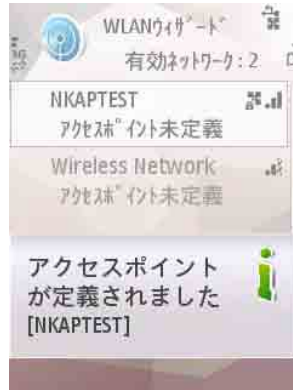 WLANｳｨｻﾞｰﾄﾞ
有効ﾈｯﾄﾜｰｸ:2
NKAPTEST
ｱｸｾｽﾎﾟｲﾝﾄ未定義
Wireless Network
ｱｸｾｽﾎﾟｲﾝﾄ未定義
アクセスポイント
が定義されました
[NKAPTEST]